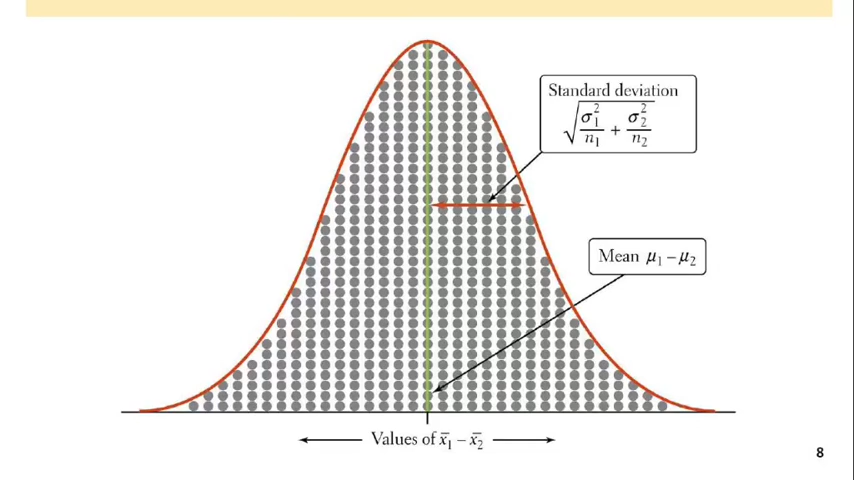 Standard deviation
√(σ₁²/n₁ + σ₂²/n₂)
Mean μ₁ – μ₂
Values of x̄₁ – x̄₂
8